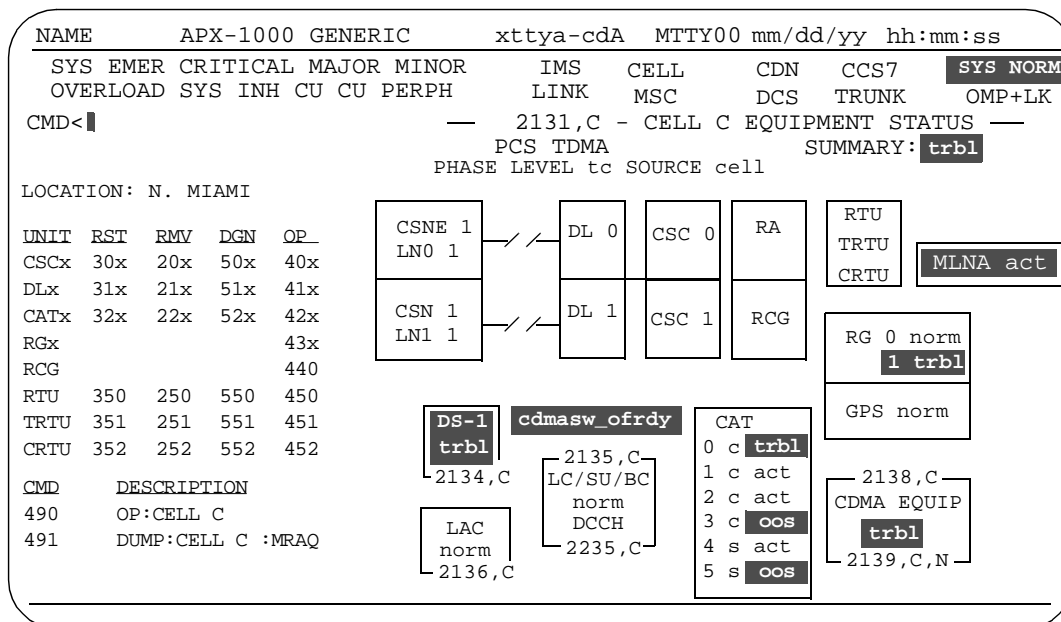 NAME APX-1000 GENERIC xttya-cdA MTTY00 mm/dd/yy hh:mm:ss
SYS EMER CRITICAL MAJOR MINOR IMS CELL CDN CCS7 SYS NORM
OVERLOAD SYS INH CU CU PERPH LINK MSC DCS TRUNK OMP+LK
CMD< 2131,C - CELL C EQUIPMENT STATUS
PCS TDMA SUMMARY: trbl
PHASE LEVEL tc SOURCE cell
LOCATION: N. MIAMI
UNIT RST RMV DGN OP
CSCx 30x 20x 50x 40x
DLx 31x 21x 51x 41x
CATx 32x 22x 52x 42x
RGx 43x
RCG 440
RTU 350 250 550 450
TRTU 351 251 551 451
CRTU 352 252 552 452
CMD DESCRIPTION
490 OP:CELL C
491 DUMP:CELL C :MRAQ
CSNE 1
LN0 1
DL 0
CSC 0
RA
CSN 1
LN1 1
DL 1
CSC 1
RCG
RTU
TRTU
CRTU
MLNA act
RG 0 norm
1 trbl
GPS norm
DS-1
trbl
2134,C
cdmasw_ofrdy
2135,C
LC/SU/BC
norm
DCCH
2235,C
LAC
norm
2136,C
CAT
0 c trbl
1 c act
2 c act
3 c oos
4 s act
5 s oos
2138,C
CDMA EQUIP
trbl
2139,C,N